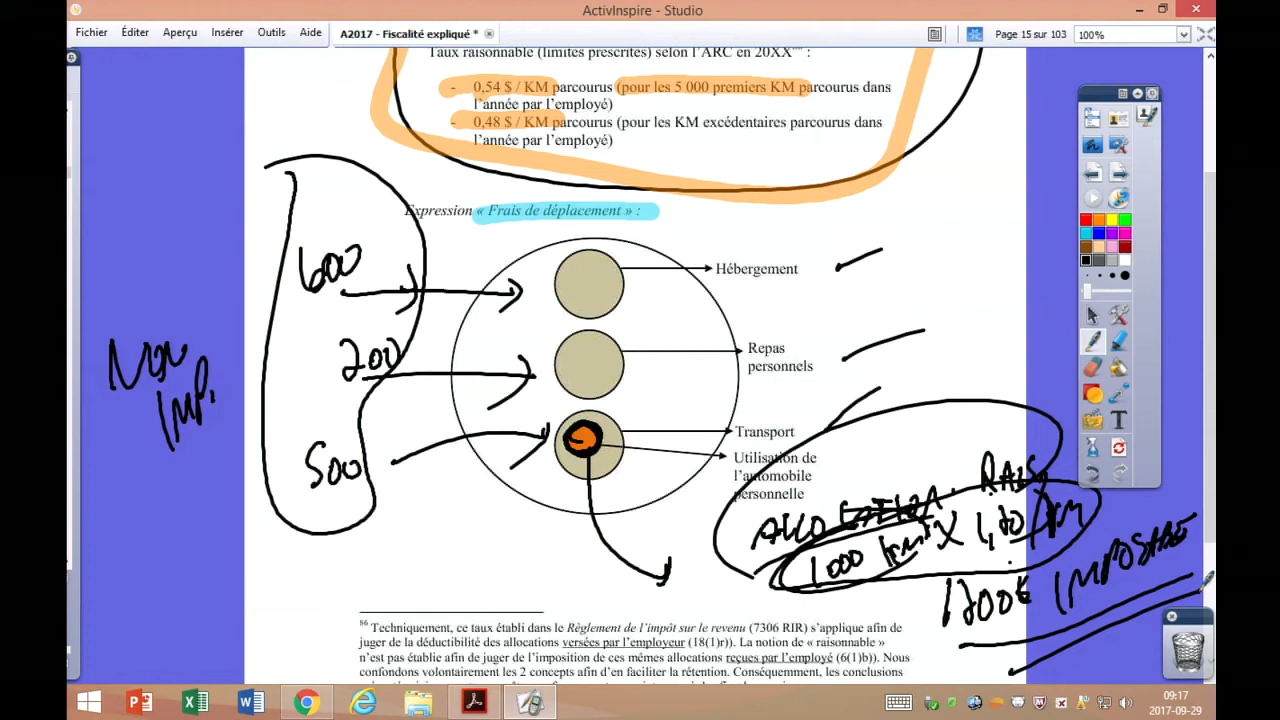 ActivInspire - Studio
Fichier Éditer Aperçu Insérer Outils Aide
A2017 - Fiscalité expliqué *
Page 15 sur 103
100%
Taux raisonnable (limites prescrites) selon l'ARC en 20XX :
- 0,54 $ / KM parcourus (pour les 5 000 premiers KM parcourus dans
l'année par l'employé)
- 0,48 $ / KM parcourus (pour les KM excédentaires parcourus dans
l'année par l'employé)
Expression « Frais de déplacement » :
600
200
500
NON
IMP.
Hébergement
Repas
personnels
Transport
Utilisation de
l'automobile
personnelle
ALLO
1000 km X 1,20 / km
1200 IMPOSABLE
86 Techniquement, ce taux établi dans le Règlement de l'impôt sur le revenu (7306 RIR) s'applique afin de
juger de la déductibilité des allocations versées par l'employeur (18(1)r)). La notion de « raisonnable »
n'est pas établie afin de juger de l'imposition de ces mêmes allocations reçues par l'employé (6(1)b)). Nous
confondons volontairement les 2 concepts afin d'en faciliter la rétention. Conséquemment, les conclusions
09:17
2017-09-29